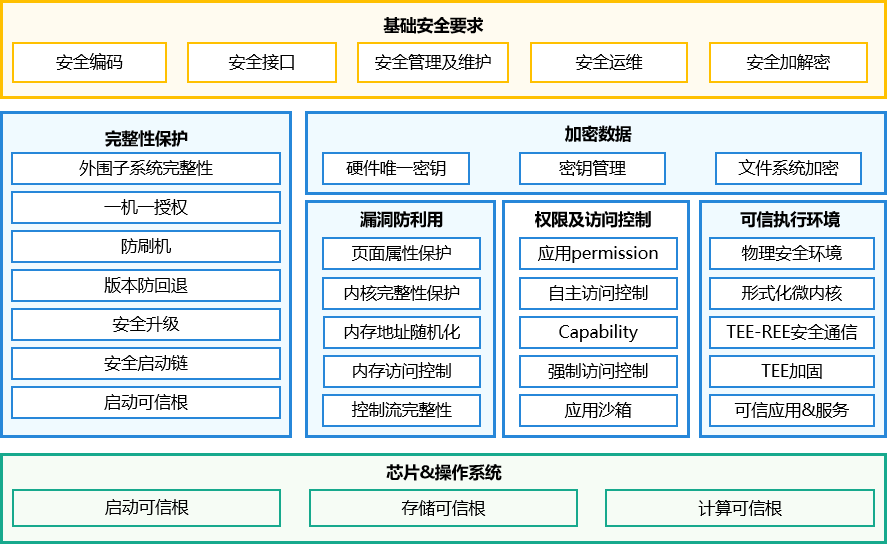 基础安全要求
安全编码
安全接口
安全管理及维护
安全运维
安全加解密
完整性保护
外围子系统完整性
一机一授权
防刷机
版本防回退
安全升级
安全启动链
启动可信根
加密数据
硬件唯一密钥
密钥管理
文件系统加密
漏洞防利用
页面属性保护
内核完整性保护
内存地址随机化
内存访问控制
控制流完整性
权限及访问控制
应用permission
自主访问控制
Capability
强制访问控制
应用沙箱
可信执行环境
物理安全环境
形式化微内核
TEE-REE安全通信
TEE加固
可信应用&服务
芯片&操作系统
启动可信根
存储可信根
计算可信根